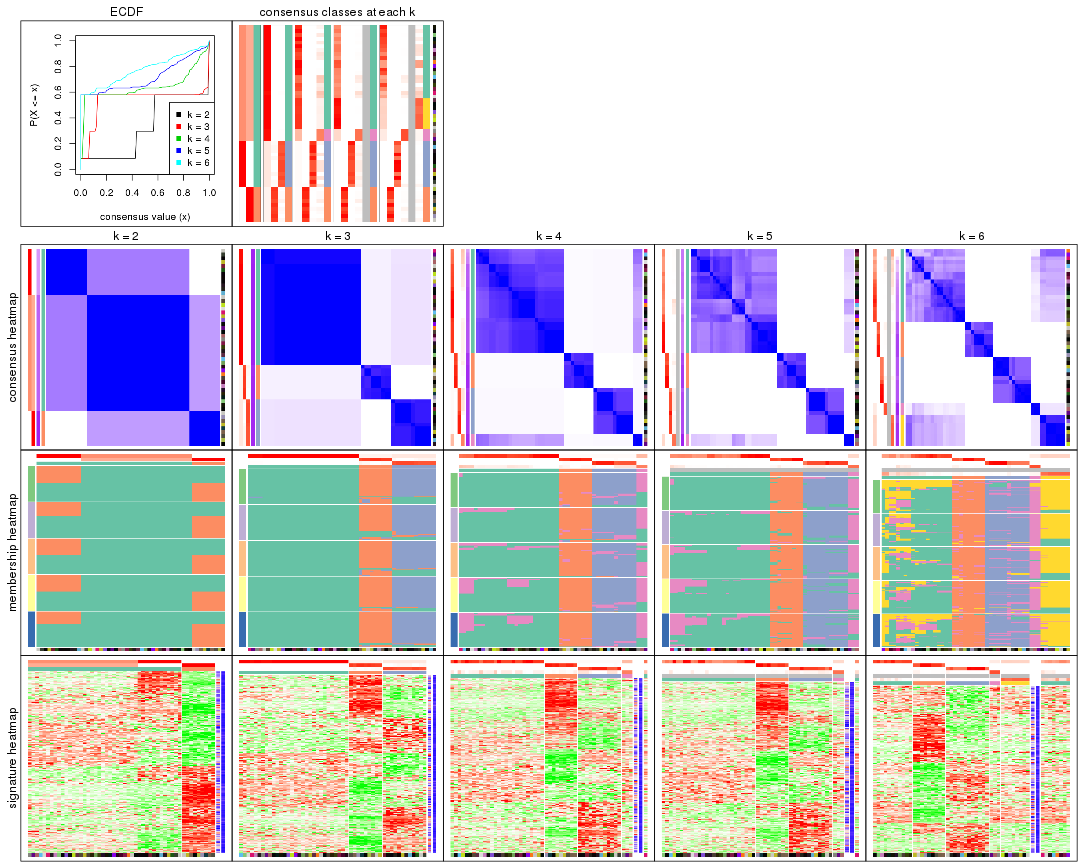 ECDF
consensus classes at each k
P(X <= x)
0.0
0.2
0.4
0.6
0.8
1.0
k = 2
k = 3
k = 4
k = 5
k = 6
0.0 0.2 0.4 0.6 0.8 1.0
consensus value (x)
k = 2
k = 3
k = 4
k = 5
k = 6
consensus heatmap
membership heatmap
signature heatmap